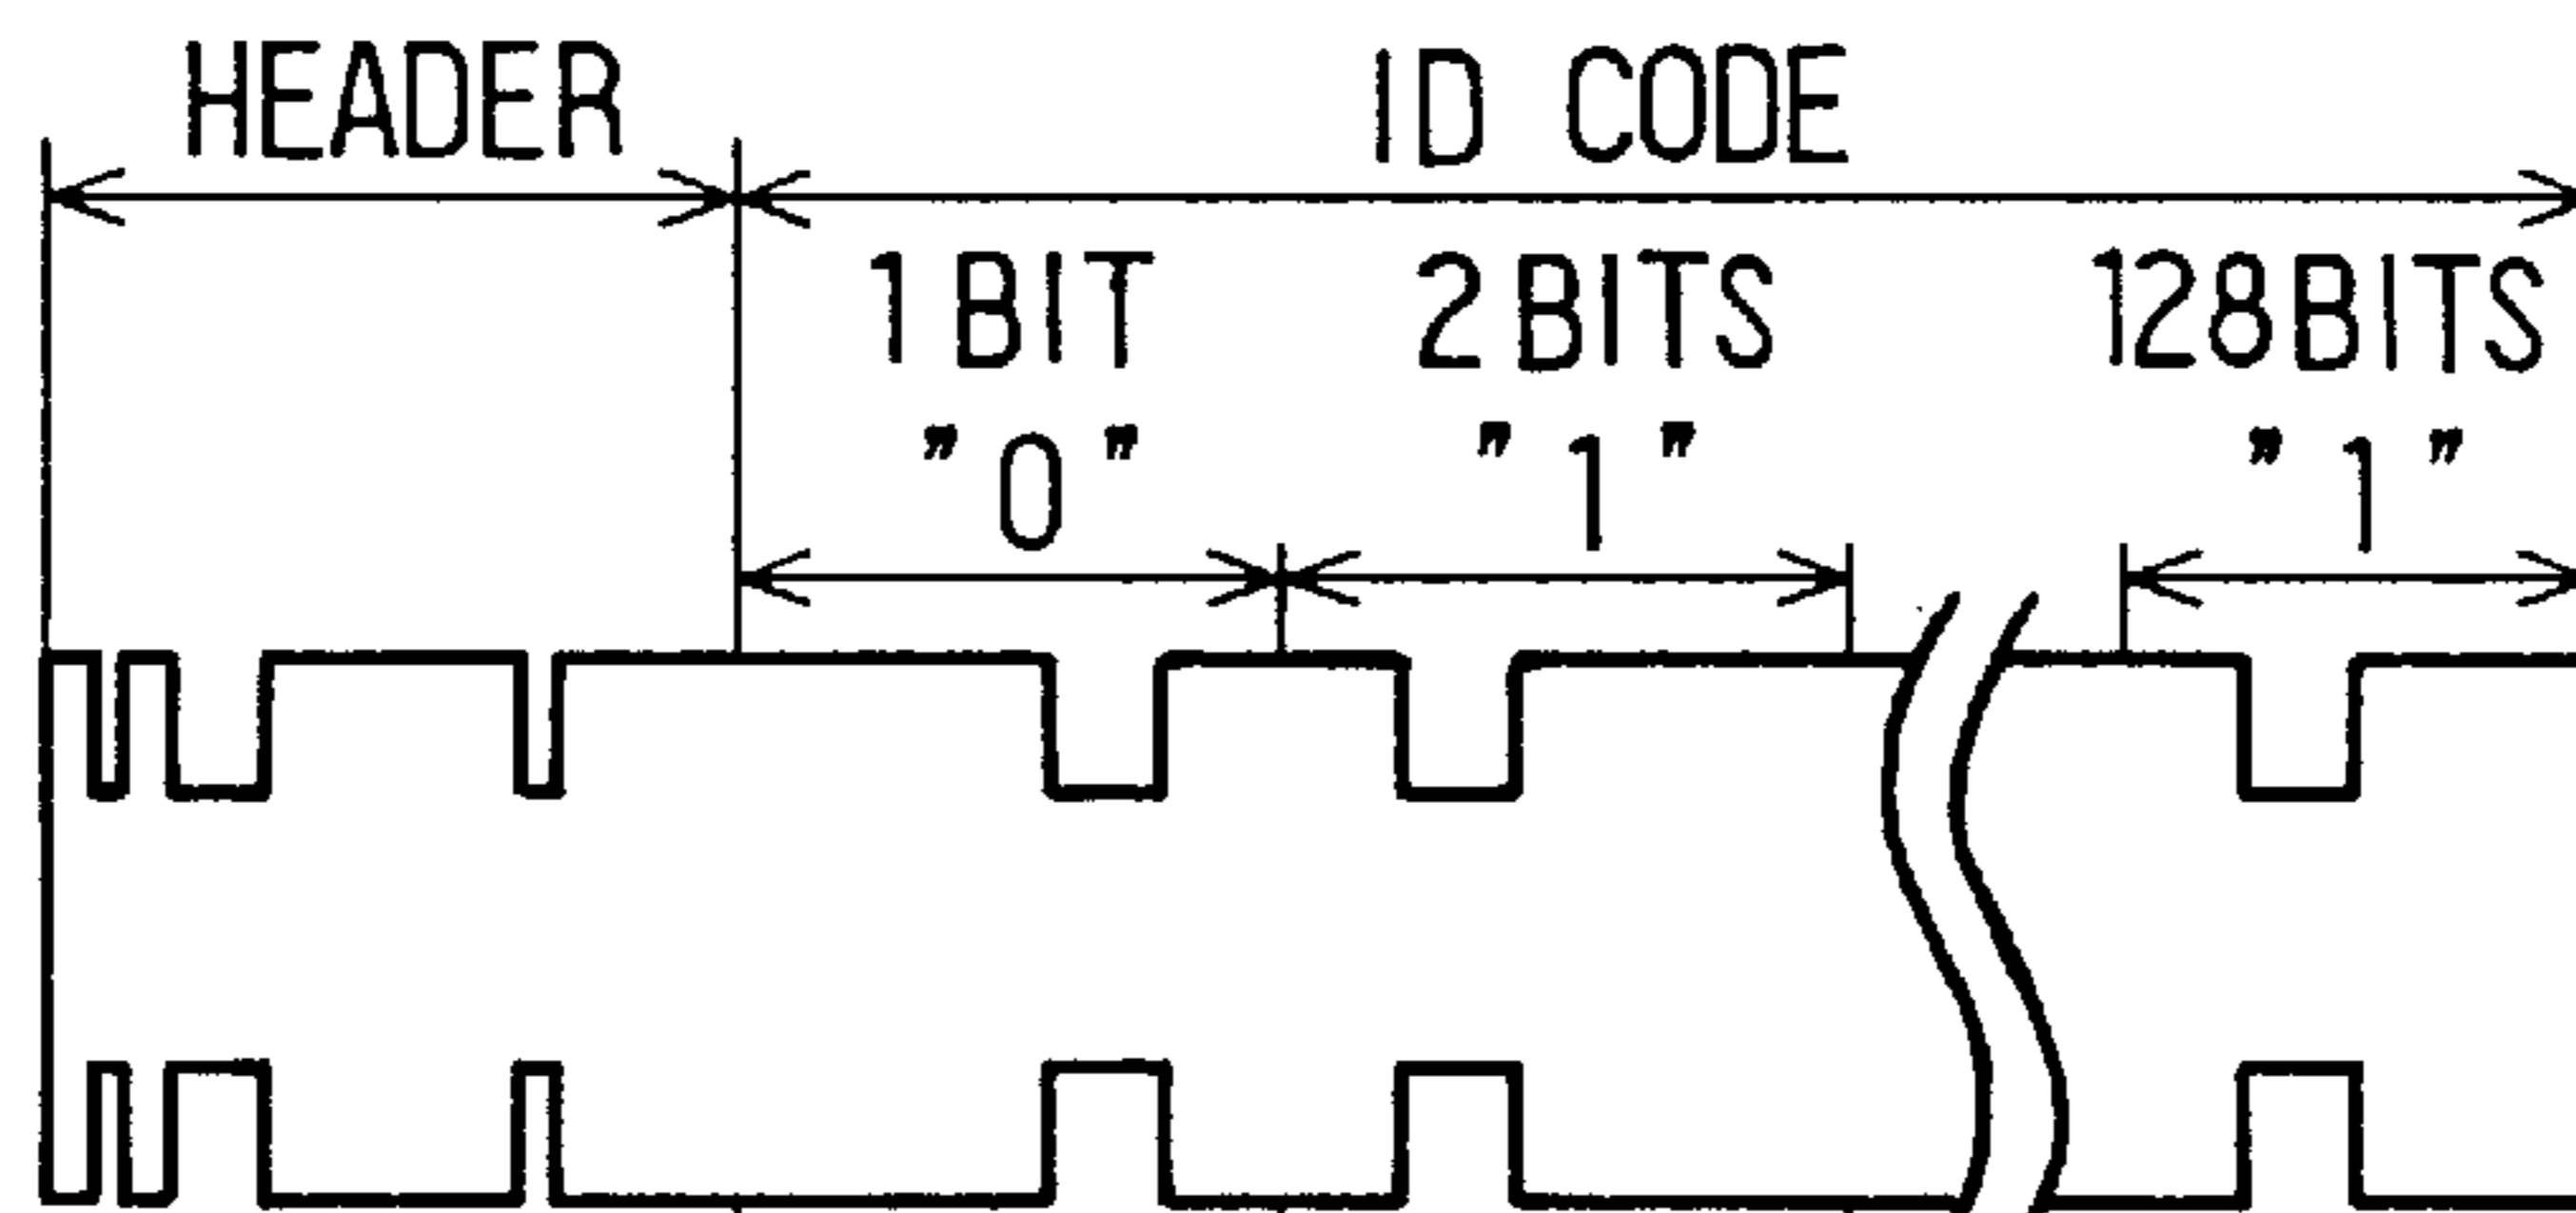 HEADER ID CODE
1BIT 2BITS 128BITS
"0" "1" "1"